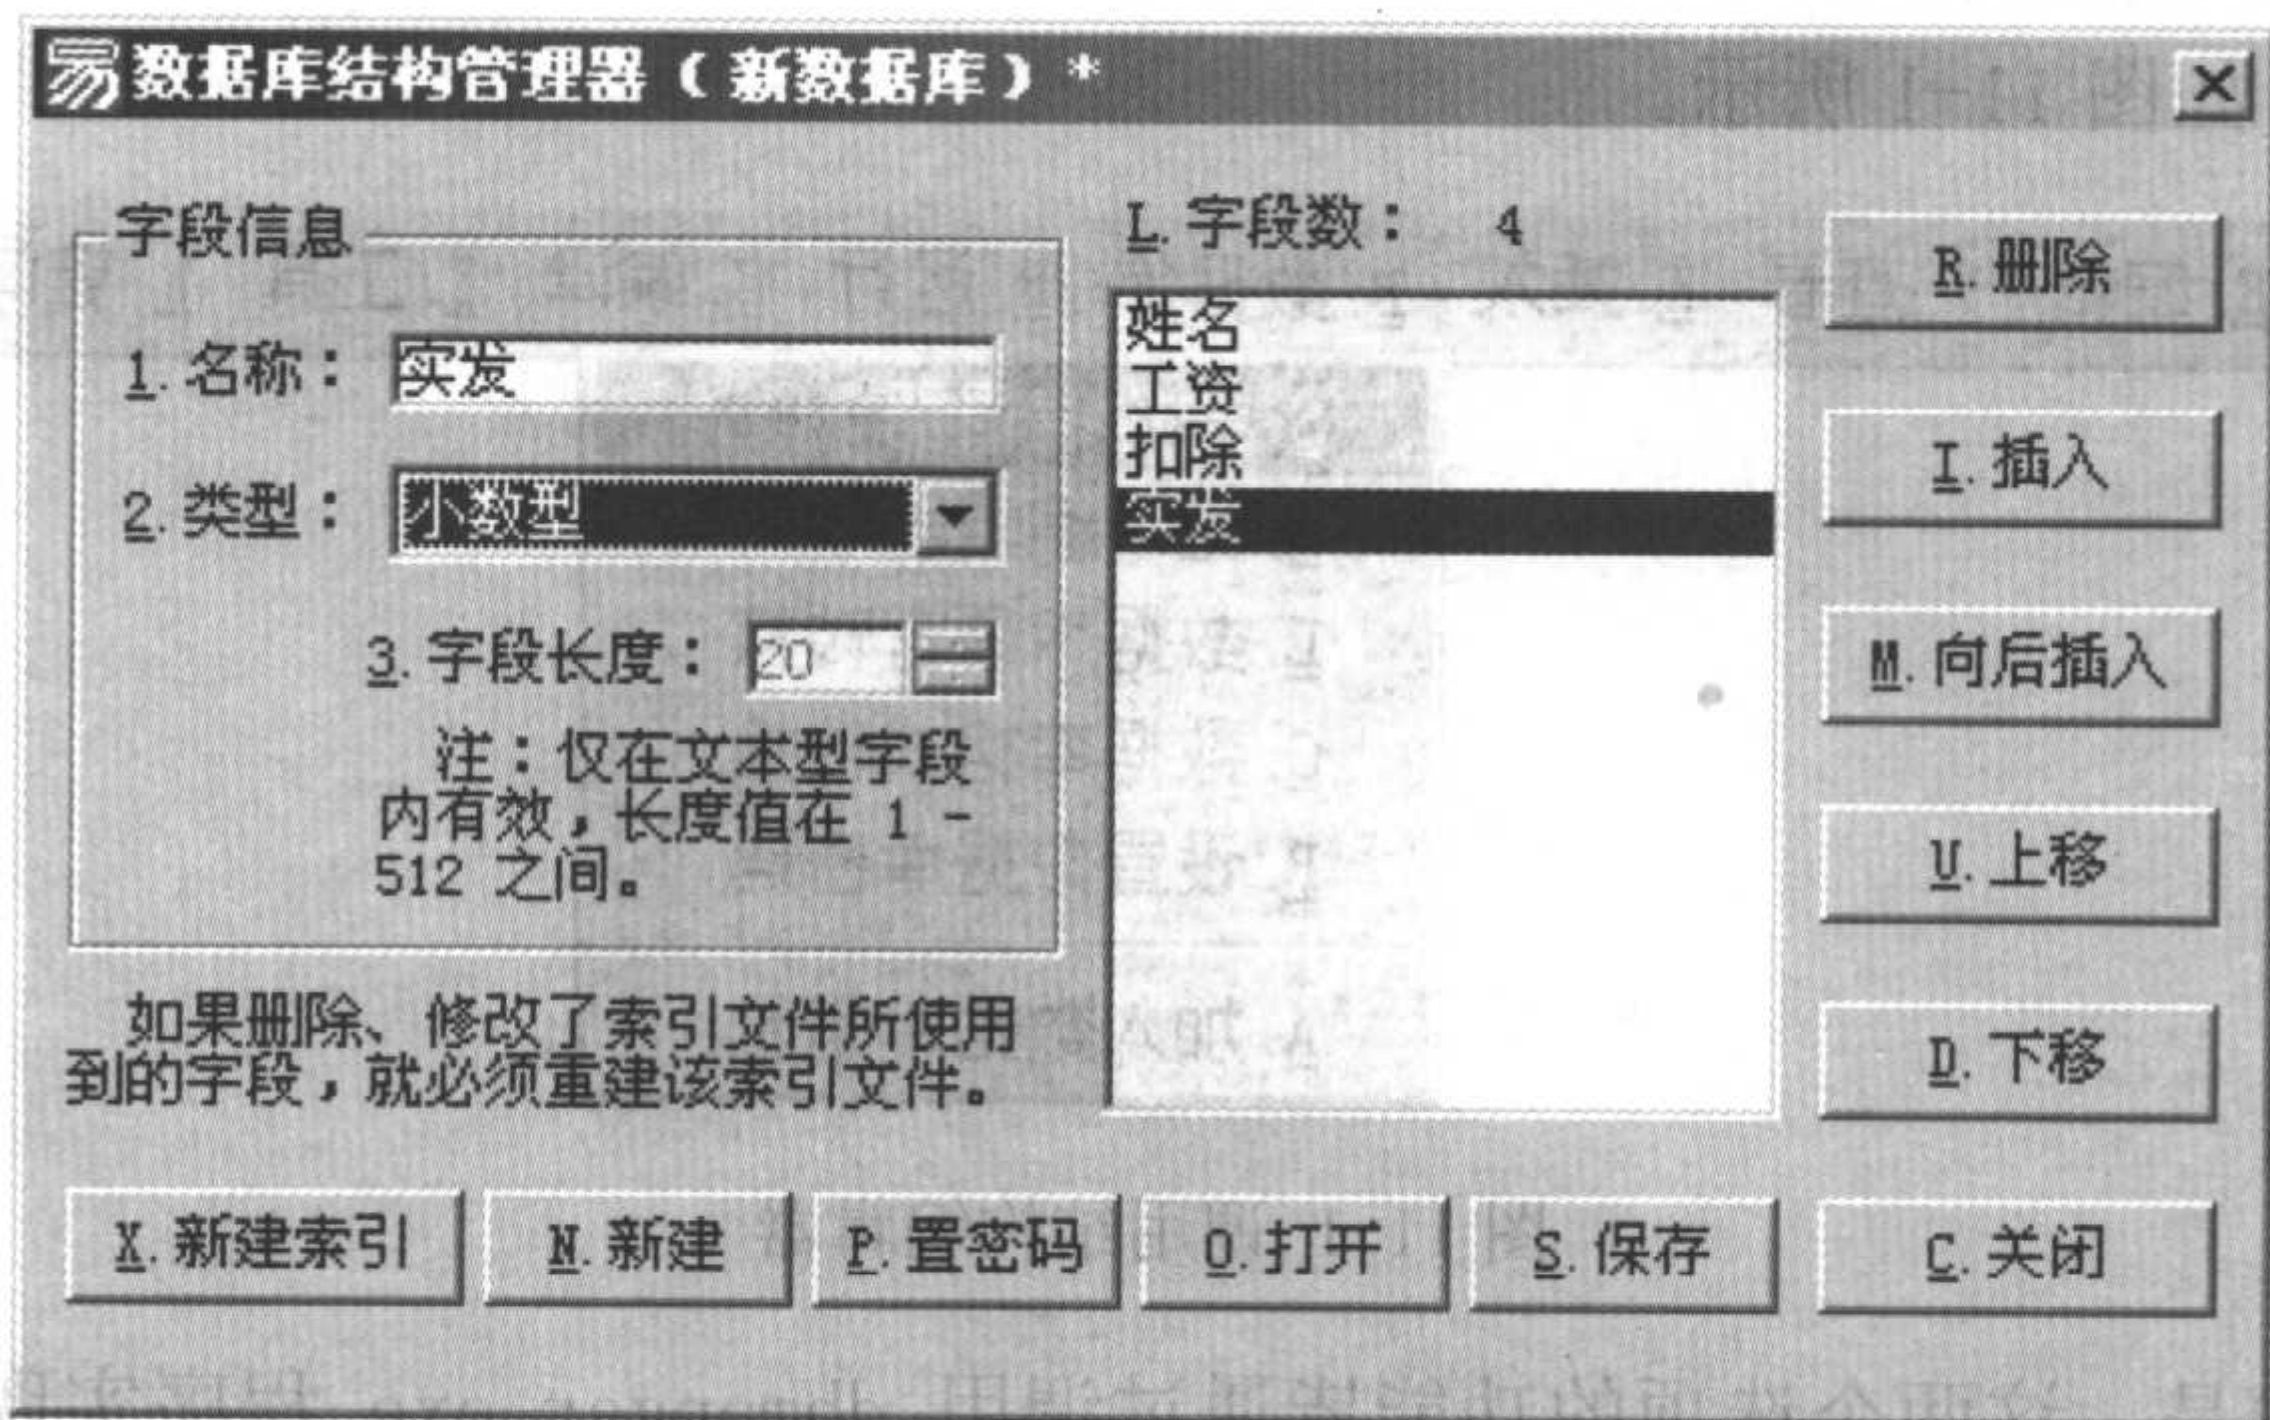 易 数据库结构管理器（新数据库）*
字段信息
1. 名称： 实发
2. 类型： 小数型
3. 字段长度： 20
注：仅在文本型字段
内有效，长度值在 1 -
512 之间。
如果删除、修改了索引文件所使用
到的字段，就必须重建该索引文件。
L. 字段数： 4
姓名
工资
扣除
实发
R. 删除
I. 插入
M. 向后插入
U. 上移
D. 下移
X. 新建索引
N. 新建
P. 置密码
O. 打开
S. 保存
C. 关闭